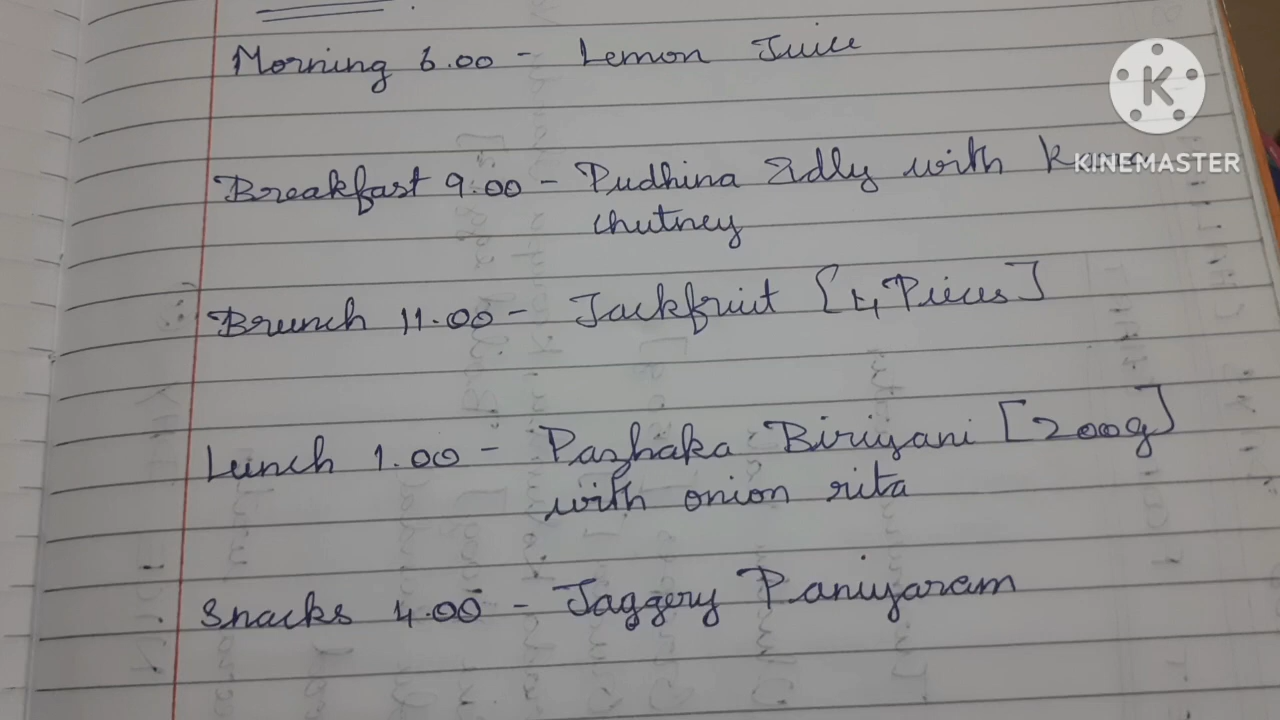 Morning 6.00 - Lemon Juice
Breakfast 9.00 - Pudhina Idly with
chutney
Brunch 11.00 - Jackfruit [4 Pieces]
Lunch 1.00 - Pazhaka Biriyani [200g]
with onion rita
Snacks 4.00 - Jaggery Paniyaram
K
KINEMASTER